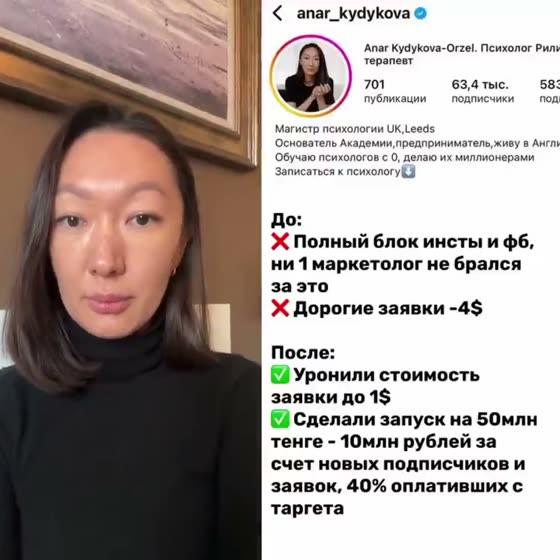 anar_kydykova
Anar Kydykova-Orzel. Психолог Рили
терапевт
701 63,4 тыс. 583
публикации подписчики под
Магистр психологии UK,Leeds
Основатель Академии,предприниматель,живу в Англи
Обучаю психологов с 0, делаю их миллионерами
Записаться к психологу
До:
❌ Полный блок инсты и фб,
ни 1 маркетолог не брался
за это
❌ Дорогие заявки -4$
После:
✅ Уронили стоимость
заявки до 1$
✅ Сделали запуск на 50млн
тенге - 10млн рублей за
счет новых подписчиков и
заявок, 40% оплативших с
таргета